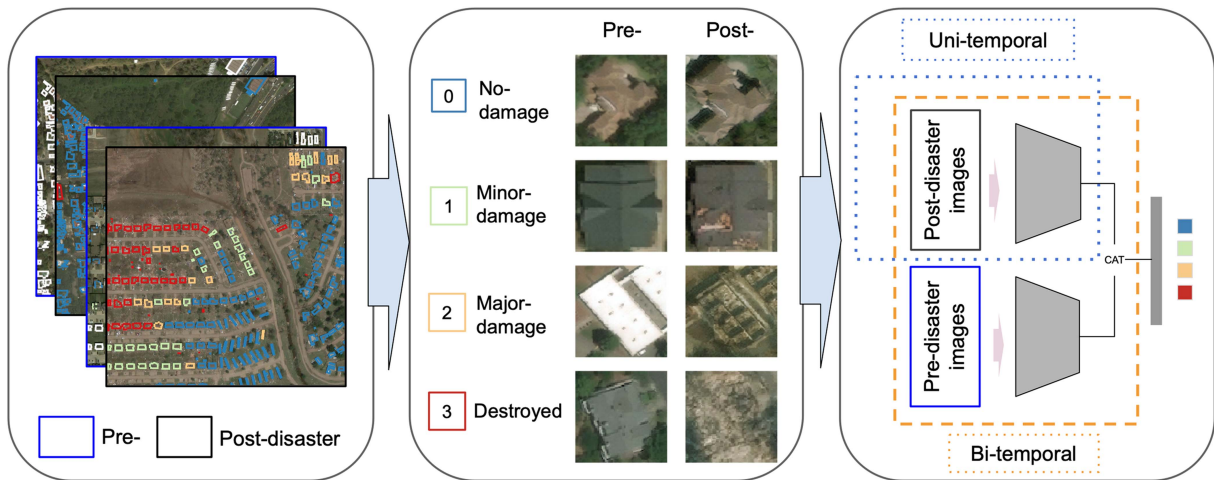 Pre-
Post-disaster
Pre-
Post-
0
No-
damage
1
Minor-
damage
2
Major-
damage
3
Destroyed
Uni-temporal
Post-disaster
images
CAT
Pre-disaster
images
Bi-temporal